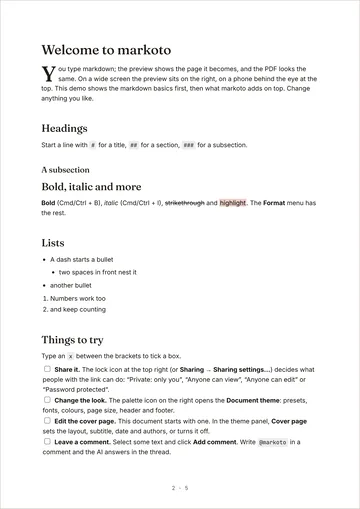 Welcome to markoto
You type markdown; the preview shows the page it becomes, and the PDF looks the
same. On a wide screen the preview sits on the right, on a phone behind the eye at the
top. This demo shows the markdown basics first, then what markoto adds on top. Change
anything you like.
Headings
Start a line with # for a title, ## for a section, ### for a subsection.
A subsection
Bold, italic and more
Bold (Cmd/Ctrl + B), italic (Cmd/Ctrl + I), strikethrough and highlight. The Format menu has
the rest.
Lists
• A dash starts a bullet
• two spaces in front nest it
• another bullet
1. Numbers work too
2. and keep counting
Things to try
Type an x between the brackets to tick a box.
☐ Share it. The lock icon at the top right (or Sharing → Sharing settings…) decides what
people with the link can do: “Private: only you”, “Anyone can view”, “Anyone can edit” or
“Password protected”.
☐ Change the look. The palette icon on the right opens the Document theme: presets,
fonts, colours, page size, header and footer.
☐ Edit the cover page. This document starts with one. In the theme panel, Cover page
sets the layout, subtitle, date and authors, or turns it off.
☐ Leave a comment. Select some text and click Add comment. Write @markoto in a
comment and the AI answers in the thread.
2 - 5